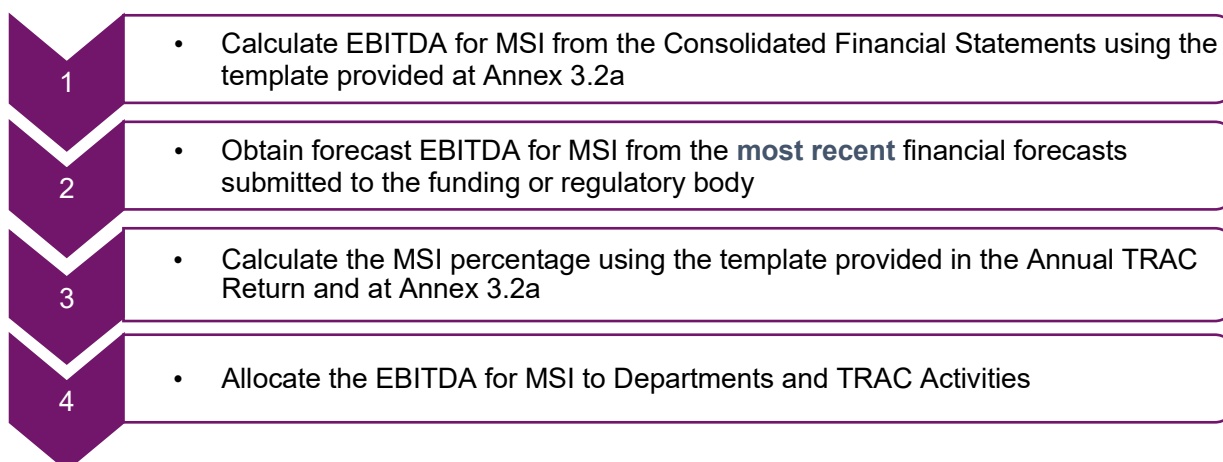 1
• Calculate EBITDA for MSI from the Consolidated Financial Statements using the
template provided at Annex 3.2a
2
• Obtain forecast EBITDA for MSI from the most recent financial forecasts
submitted to the funding or regulatory body
3
• Calculate the MSI percentage using the template provided in the Annual TRAC
Return and at Annex 3.2a
4
• Allocate the EBITDA for MSI to Departments and TRAC Activities